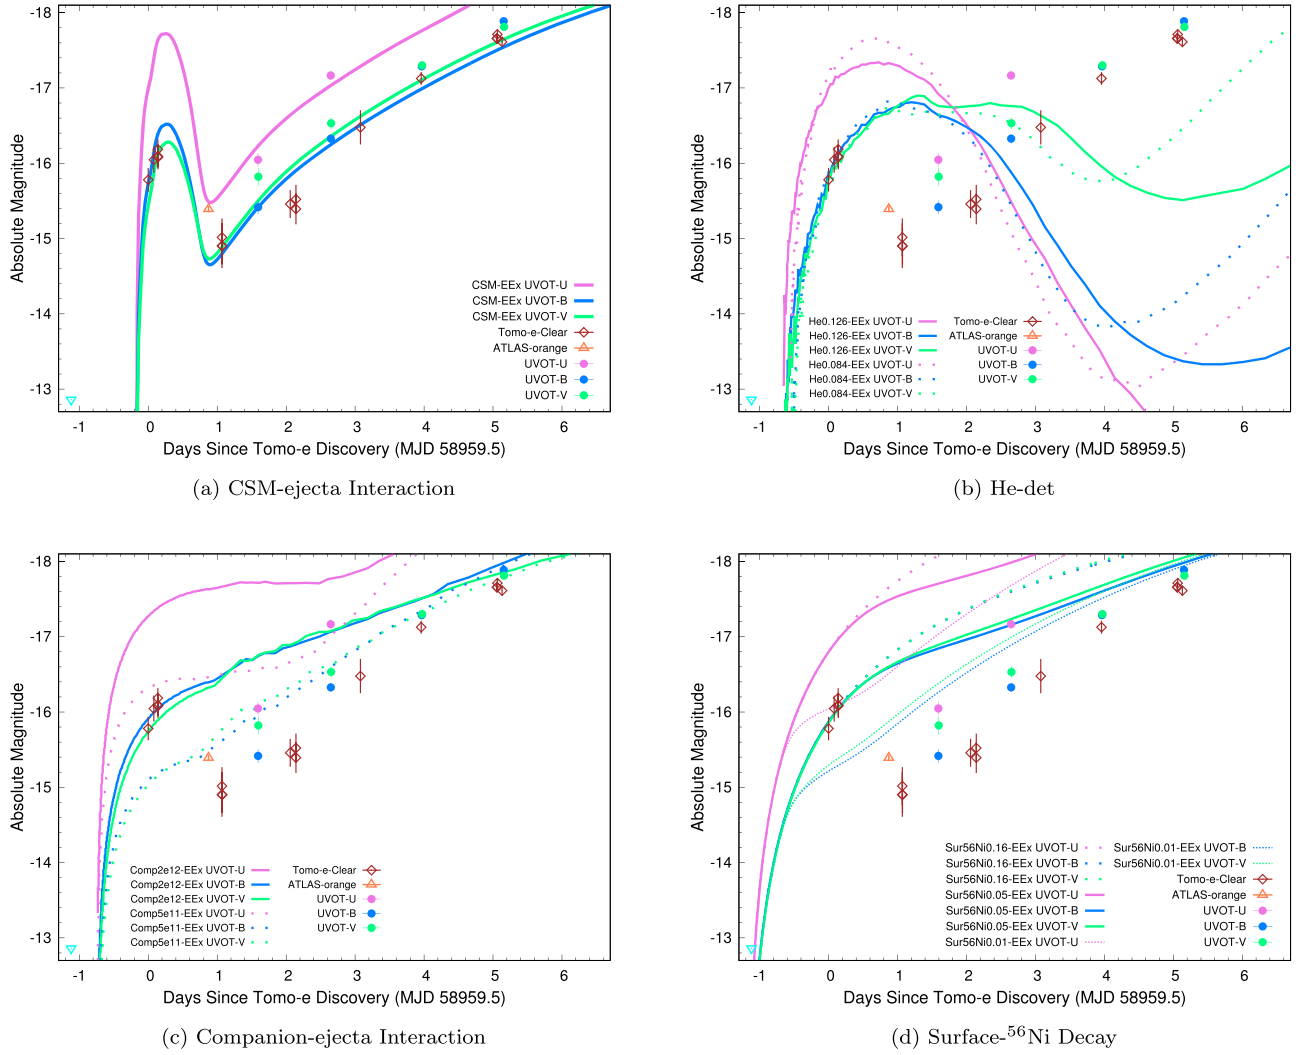 -18
-17
-16
-15
-14
-13
Absolute Magnitude
CSM-EEx UVOT-U
CSM-EEx UVOT-B
CSM-EEx UVOT-V
Tomo-e-Clear
ATLAS-orange
UVOT-U
UVOT-B
UVOT-V
-1 0 1 2 3 4 5 6
Days Since Tomo-e Discovery (MJD 58959.5)
(a) CSM-ejecta Interaction
-18
-17
-16
-15
-14
-13
Absolute Magnitude
He0.126-EEx UVOT-U
He0.126-EEx UVOT-B
He0.126-EEx UVOT-V
He0.084-EEx UVOT-U
He0.084-EEx UVOT-B
He0.084-EEx UVOT-V
Tomo-e-Clear
ATLAS-orange
UVOT-U
UVOT-B
UVOT-V
-1 0 1 2 3 4 5 6
Days Since Tomo-e Discovery (MJD 58959.5)
(b) He-det
-18
-17
-16
-15
-14
-13
Absolute Magnitude
Comp2e12-EEx UVOT-U
Comp2e12-EEx UVOT-B
Comp2e12-EEx UVOT-V
Comp5e11-EEx UVOT-U
Comp5e11-EEx UVOT-B
Comp5e11-EEx UVOT-V
Tomo-e-Clear
ATLAS-orange
UVOT-U
UVOT-B
UVOT-V
-1 0 1 2 3 4 5 6
Days Since Tomo-e Discovery (MJD 58959.5)
(c) Companion-ejecta Interaction
-18
-17
-16
-15
-14
-13
Absolute Magnitude
Sur56Ni0.16-EEx UVOT-U
Sur56Ni0.16-EEx UVOT-B
Sur56Ni0.16-EEx UVOT-V
Sur56Ni0.05-EEx UVOT-U
Sur56Ni0.05-EEx UVOT-B
Sur56Ni0.05-EEx UVOT-V
Sur56Ni0.01-EEx UVOT-U
Sur56Ni0.01-EEx UVOT-B
Sur56Ni0.01-EEx UVOT-V
Tomo-e-Clear
ATLAS-orange
UVOT-U
UVOT-B
UVOT-V
-1 0 1 2 3 4 5 6
Days Since Tomo-e Discovery (MJD 58959.5)
(d) Surface-⁵⁶Ni Decay